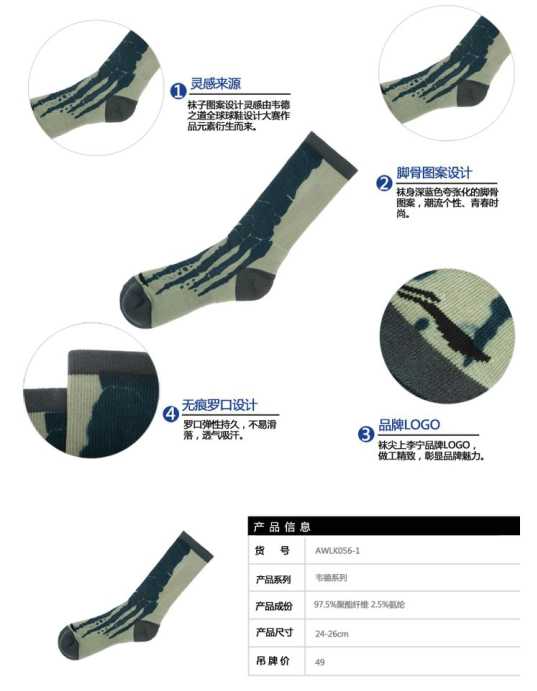 1 灵感来源
袜子图案设计灵感由韦德
之道全球球鞋设计大赛作
品元素衍生而来。
2 脚骨图案设计
袜身深蓝色夸张化的脚骨
图案，潮流个性、青春时
尚。
4 无痕罗口设计
罗口弹性持久，不易滑
落，透气吸汗。
3 品牌LOGO
袜尖上李宁品牌LOGO，
做工精致，彰显品牌魅力。
产品信息
货 号 AWLK056-1
产品系列 韦德系列
产品成份 97.5%聚酯纤维 2.5%氨纶
产品尺寸 24-26cm
吊牌价 49